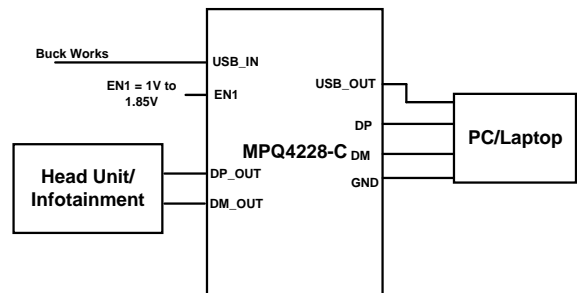 Buck Works
USB_IN
EN1 = 1V to
1.85V
EN1
USB_OUT
DP
MPQ4228-C
DM
GND
PC/Laptop
Head Unit/
Infotainment
DP_OUT
DM_OUT